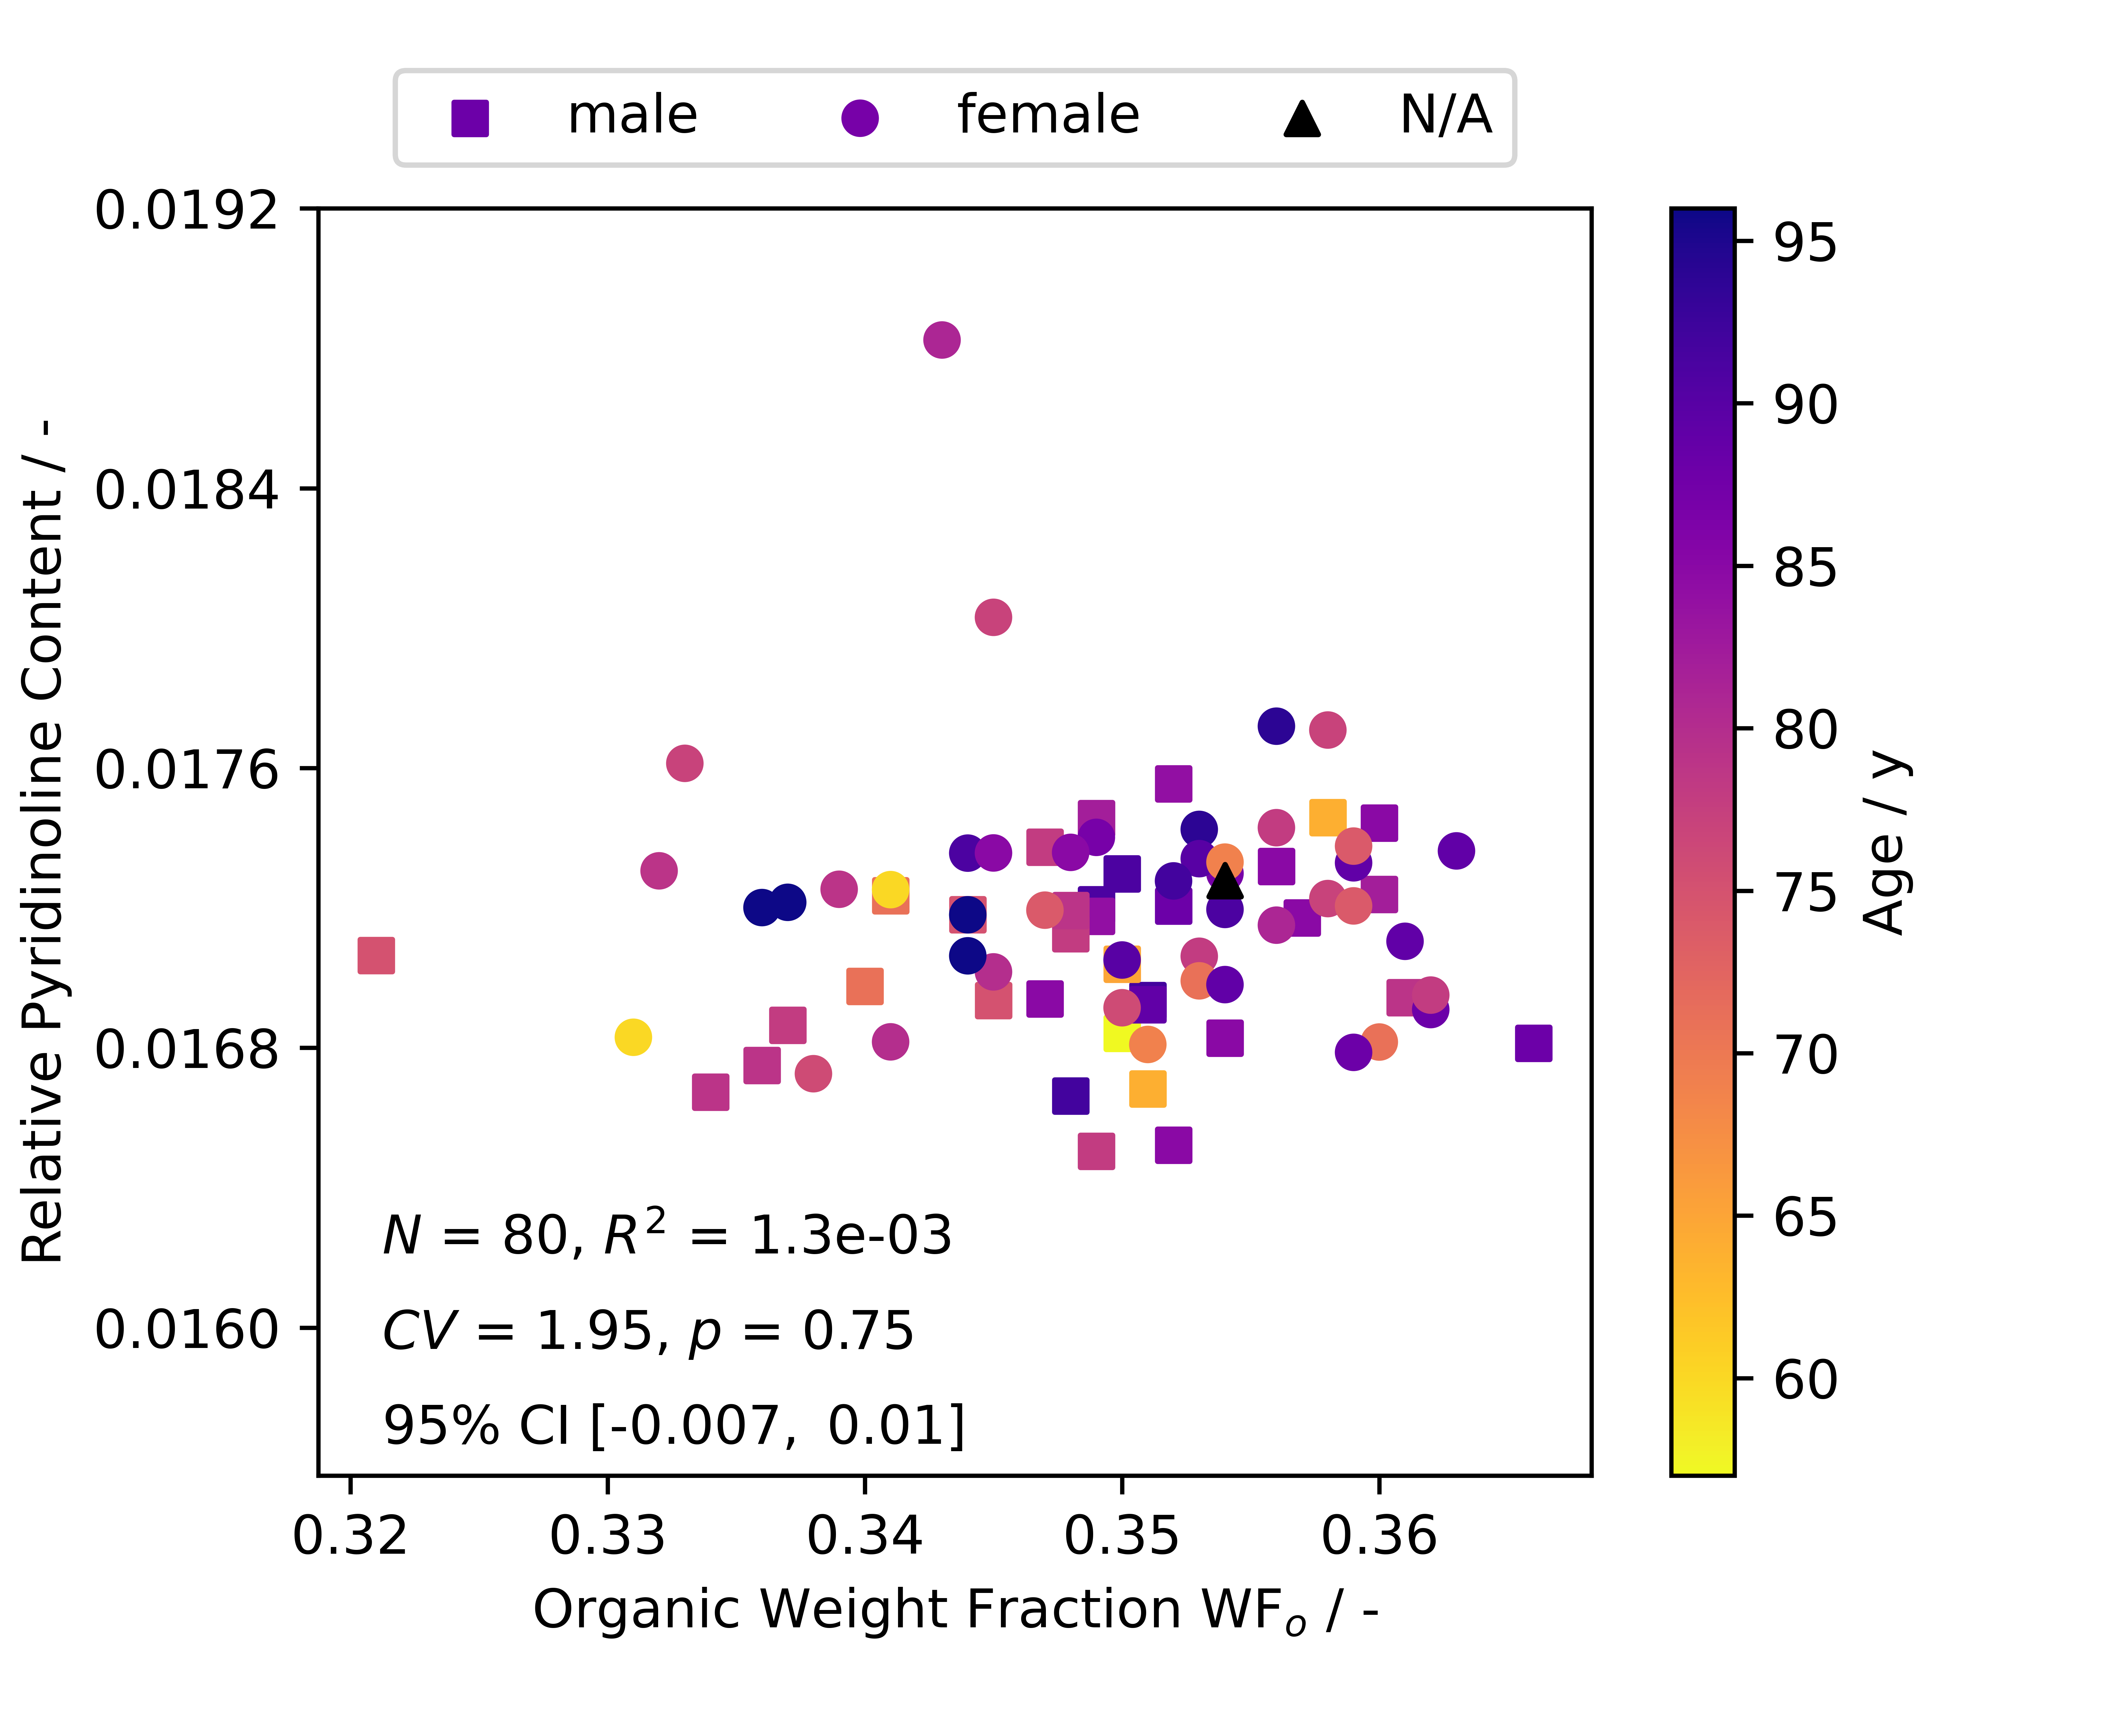 male female N/A
0.0192
0.0184
0.0176
0.0168
0.0160
Relative Pyridinoline Content / -
N = 80, R² = 1.3e-03
CV = 1.95, p = 0.75
95% CI [-0.007, 0.01]
0.32 0.33 0.34 0.35 0.36
Organic Weight Fraction WFₒ / -
95
90
85
80
75
70
65
60
Age / y